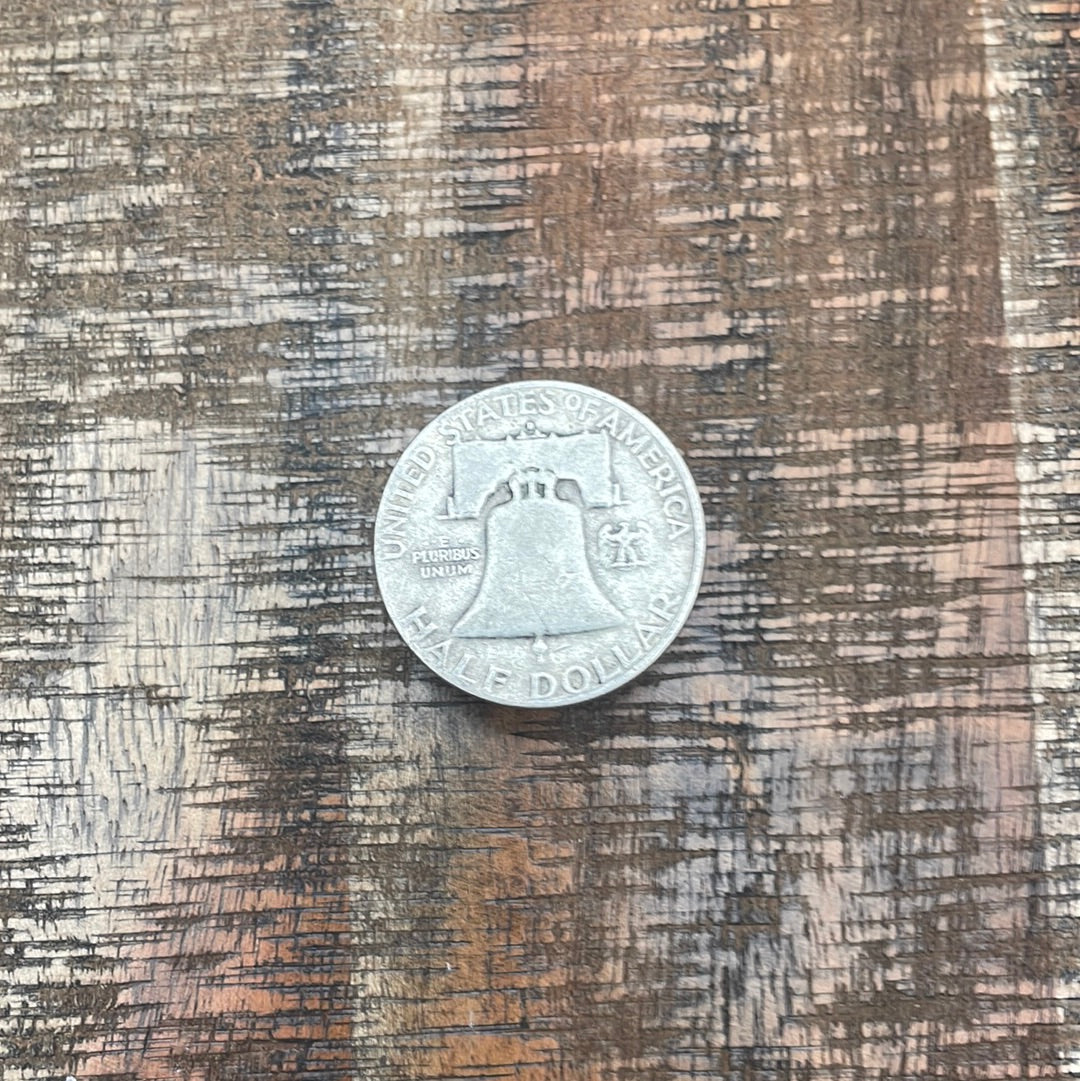 UNITED STATES OF AMERICA
E
PLURIBUS
UNUM
HALF DOLLAR